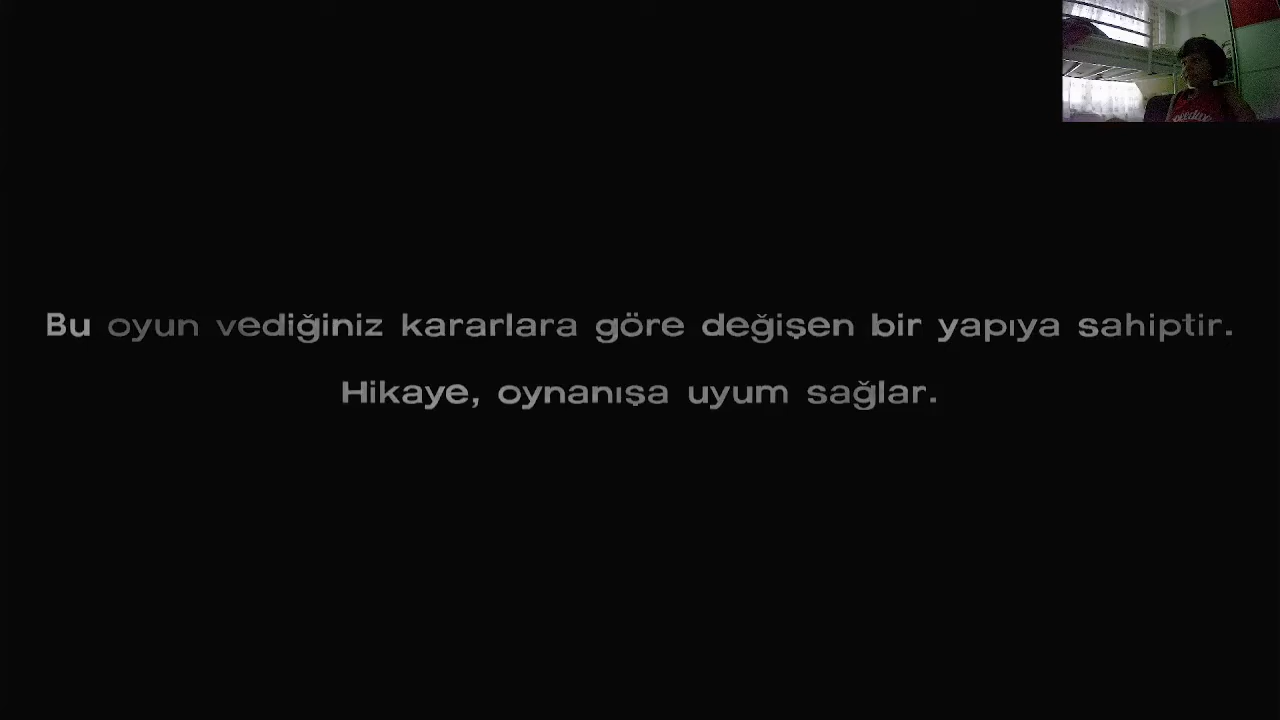 Bu oyun vediğiniz kararlara göre değişen bir yapıya sahiptir.
Hikaye, oynanışa uyum sağlar.